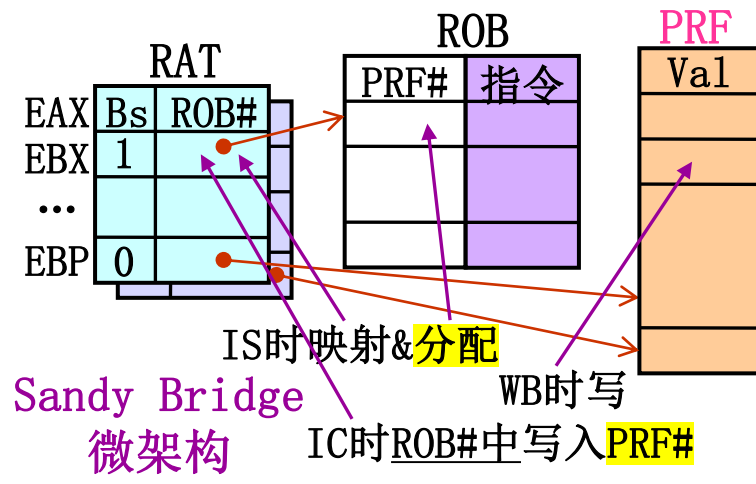 RAT
ROB
PRF
Bs ROB#
PRF# 指令
Val
EAX
EBX 1
...
EBP 0
IS时映射&分配
WB时写
Sandy Bridge
微架构
IC时ROB#中写入PRF#